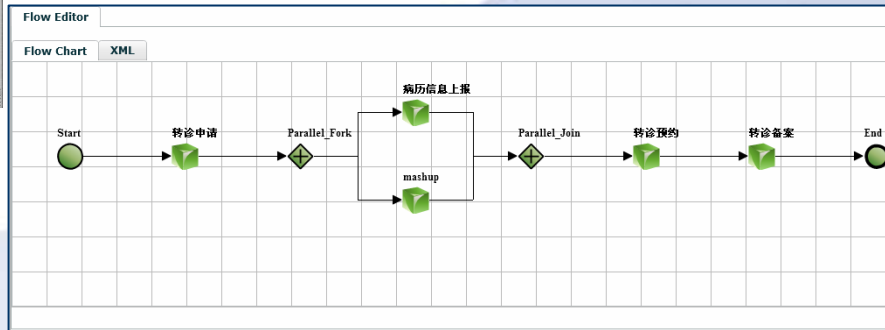 Flow Editor
Flow Chart
XML
病历信息上报
Start
转诊申请
Parallel_Fork
Parallel_Join
转诊预约
转诊备案
End
mashup